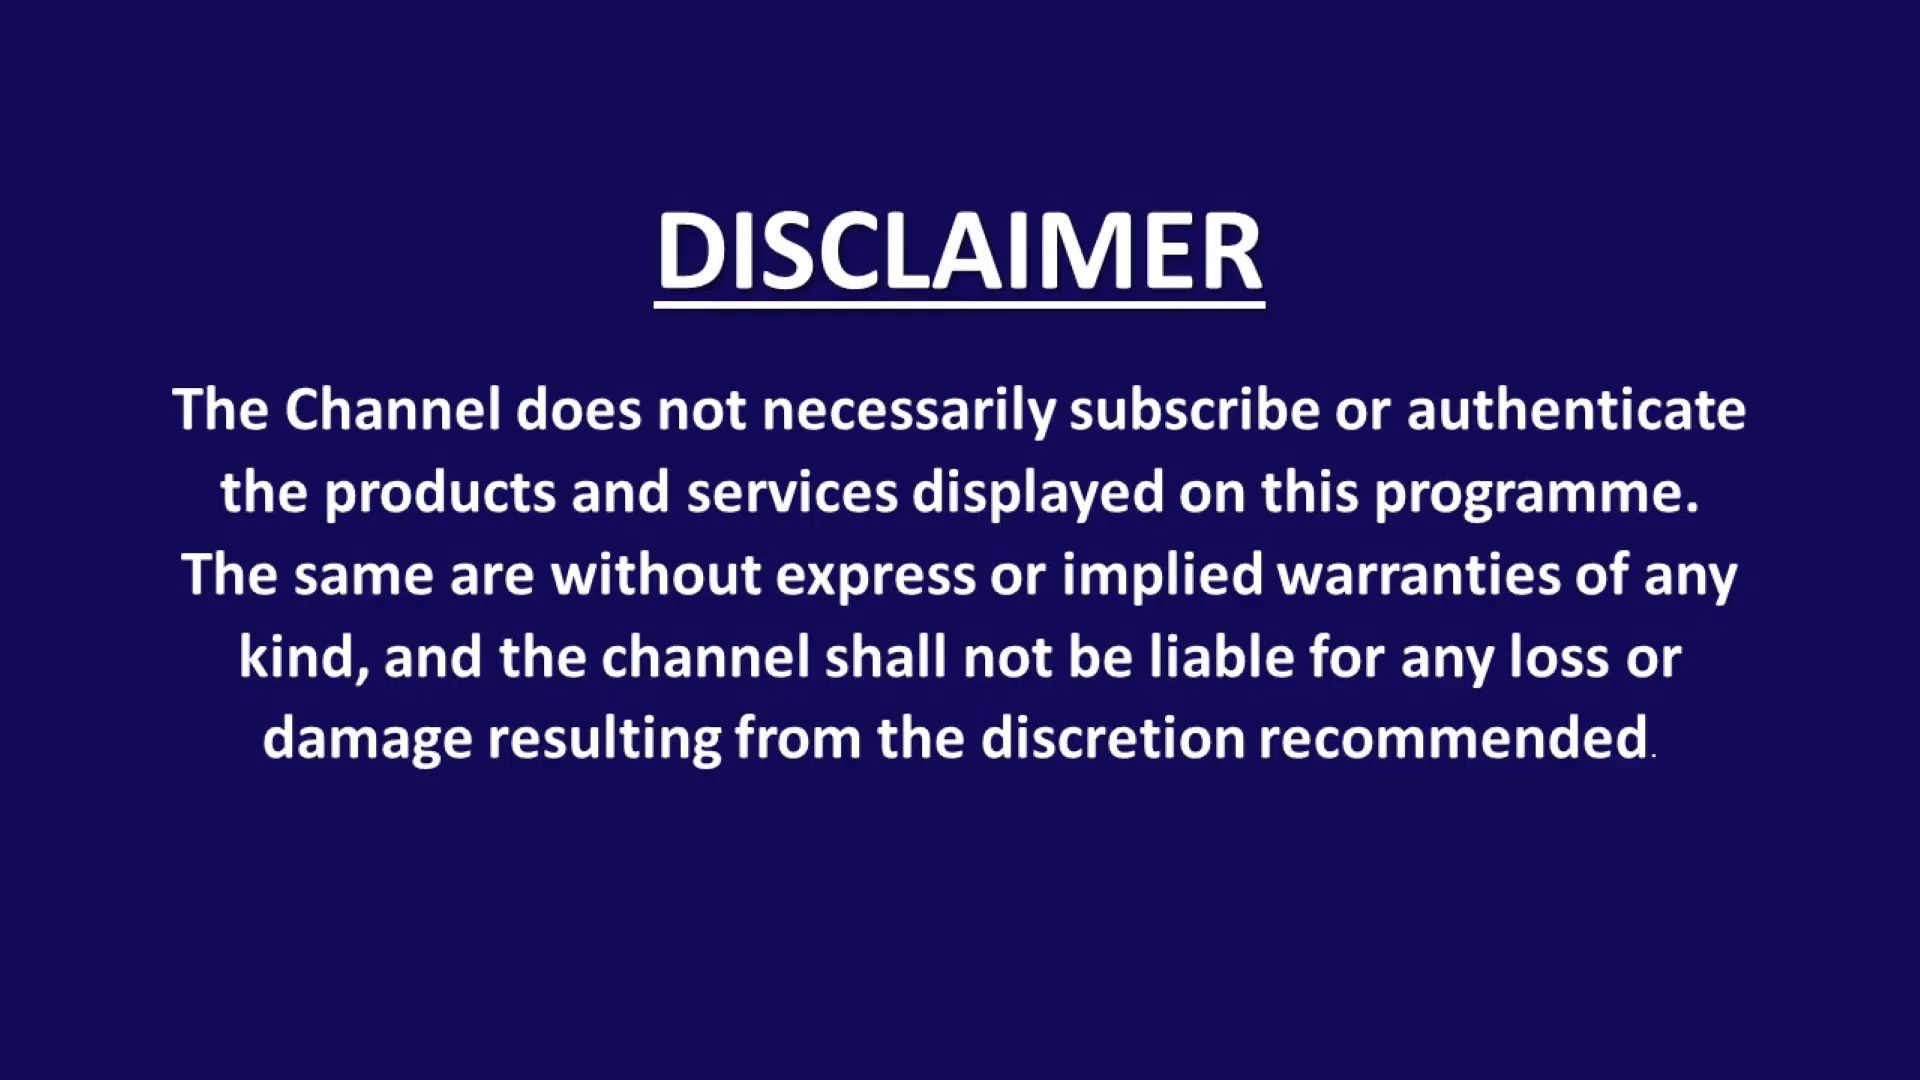 DISCLAIMER
The Channel does not necessarily subscribe or authenticate
the products and services displayed on this programme.
The same are without express or implied warranties of any
kind, and the channel shall not be liable for any loss or
damage resulting from the discretion recommended.